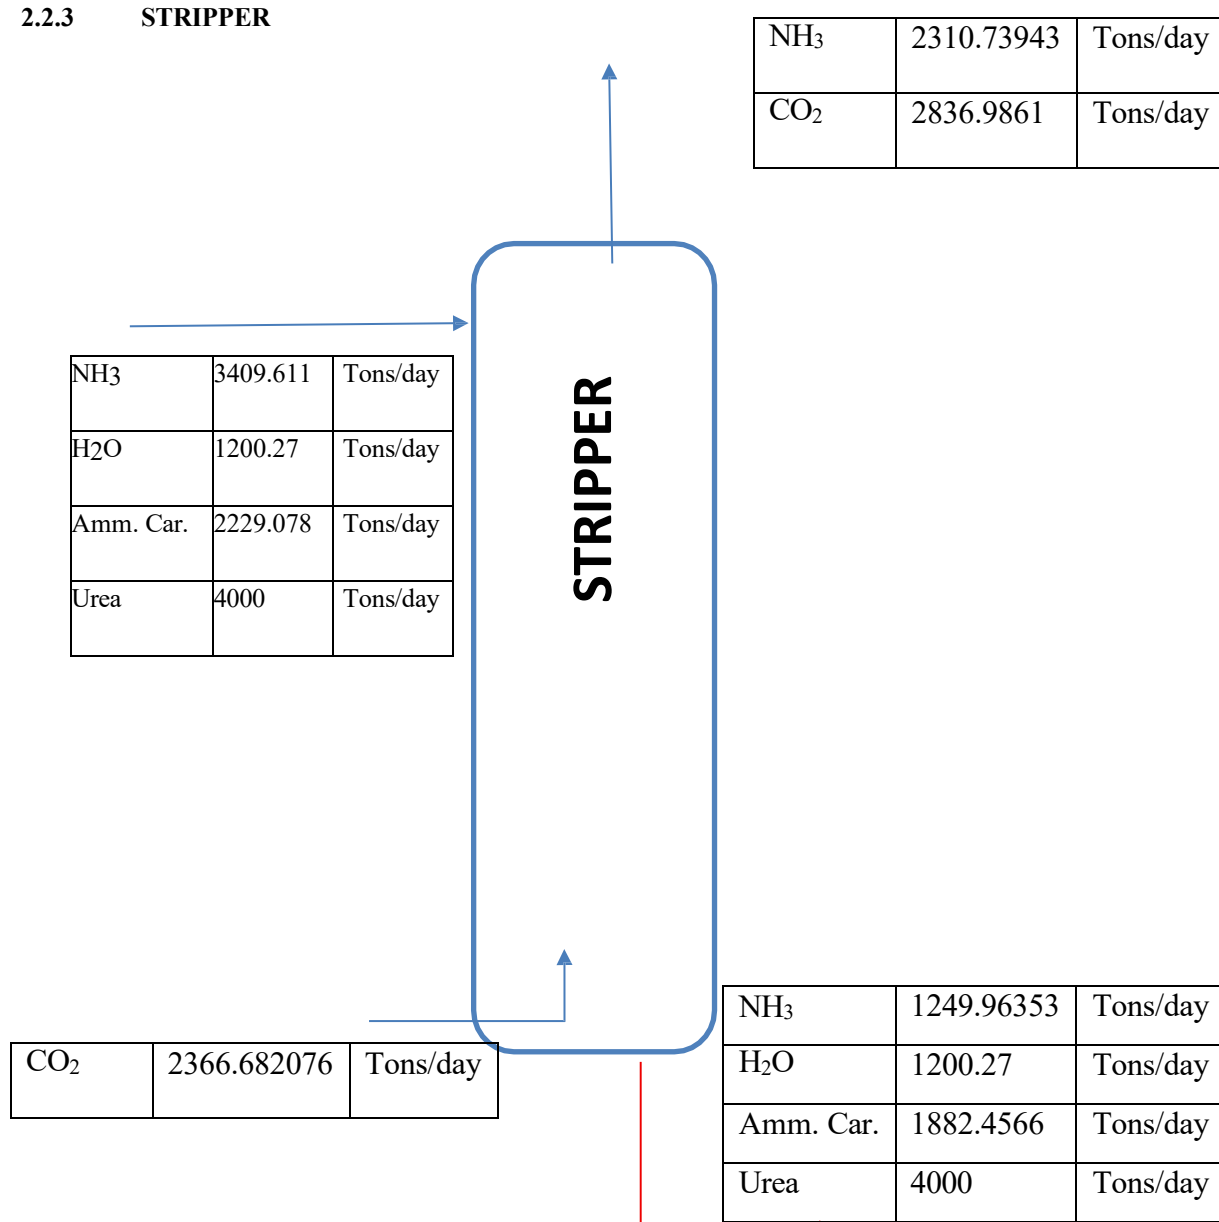 2.2.3 STRIPPER
NH₃ 2310.73943 Tons/day
CO₂ 2836.9861 Tons/day
NH3 3409.611 Tons/day
H2O 1200.27 Tons/day
Amm. Car. 2229.078 Tons/day
Urea 4000 Tons/day
STRIPPER
CO₂ 2366.682076 Tons/day
NH₃ 1249.96353 Tons/day
H₂O 1200.27 Tons/day
Amm. Car. 1882.4566 Tons/day
Urea 4000 Tons/day